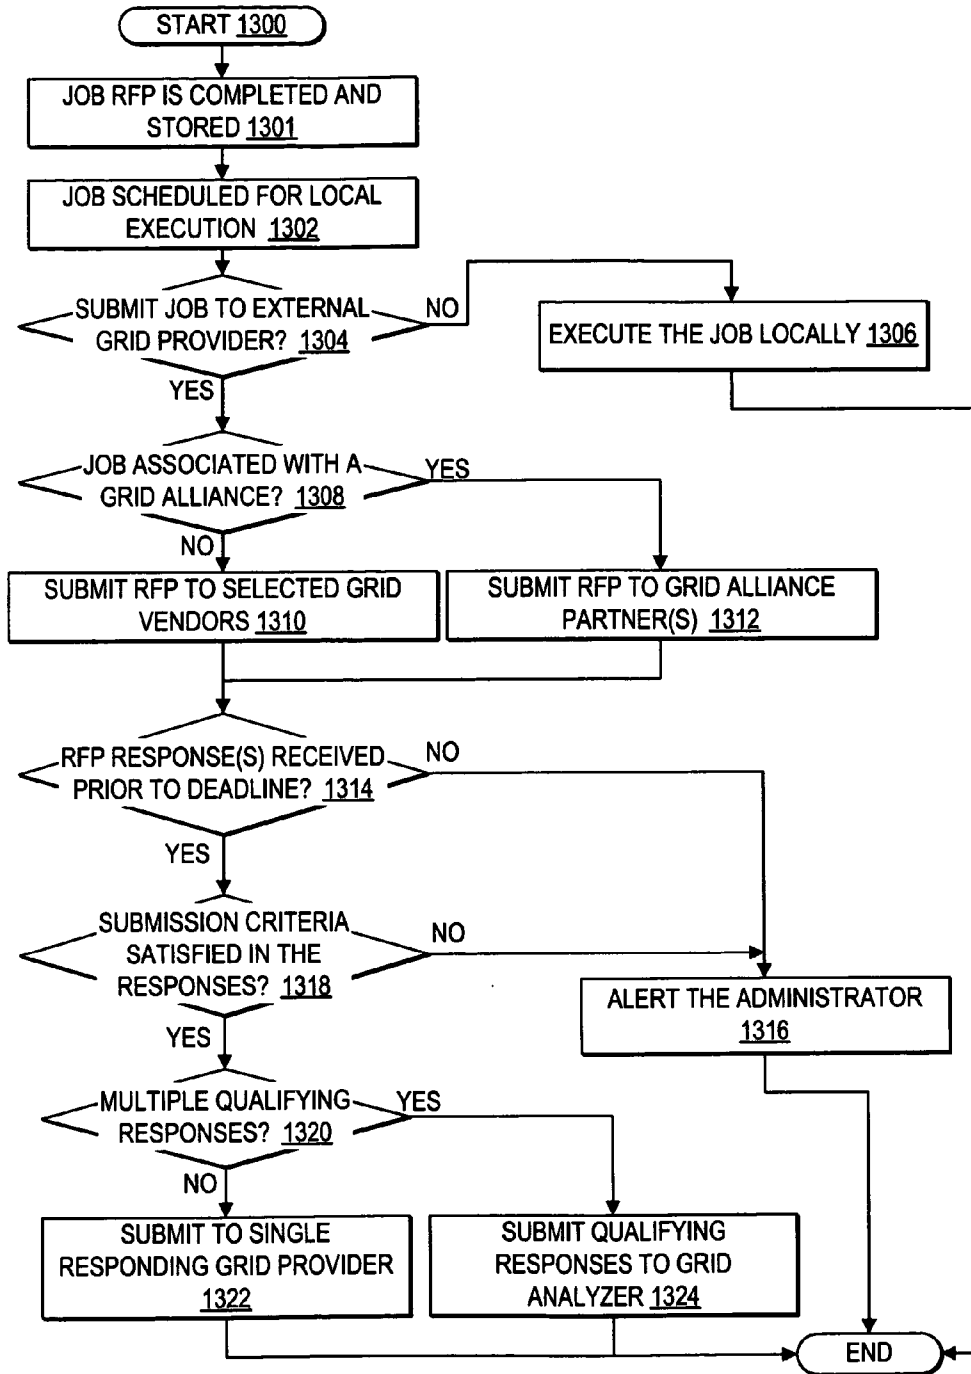 START 1300
JOB RFP IS COMPLETED AND
STORED 1301
JOB SCHEDULED FOR LOCAL
EXECUTION 1302
SUBMIT JOB TO EXTERNAL
GRID PROVIDER? 1304
NO
EXECUTE THE JOB LOCALLY 1306
YES
JOB ASSOCIATED WITH A
GRID ALLIANCE? 1308
YES
NO
SUBMIT RFP TO SELECTED GRID
VENDORS 1310
SUBMIT RFP TO GRID ALLIANCE
PARTNER(S) 1312
RFP RESPONSE(S) RECEIVED
PRIOR TO DEADLINE? 1314
NO
YES
SUBMISSION CRITERIA
SATISFIED IN THE
RESPONSES? 1318
NO
ALERT THE ADMINISTRATOR
1316
YES
MULTIPLE QUALIFYING
RESPONSES? 1320
YES
NO
SUBMIT TO SINGLE
RESPONDING GRID PROVIDER
1322
SUBMIT QUALIFYING
RESPONSES TO GRID
ANALYZER 1324
END